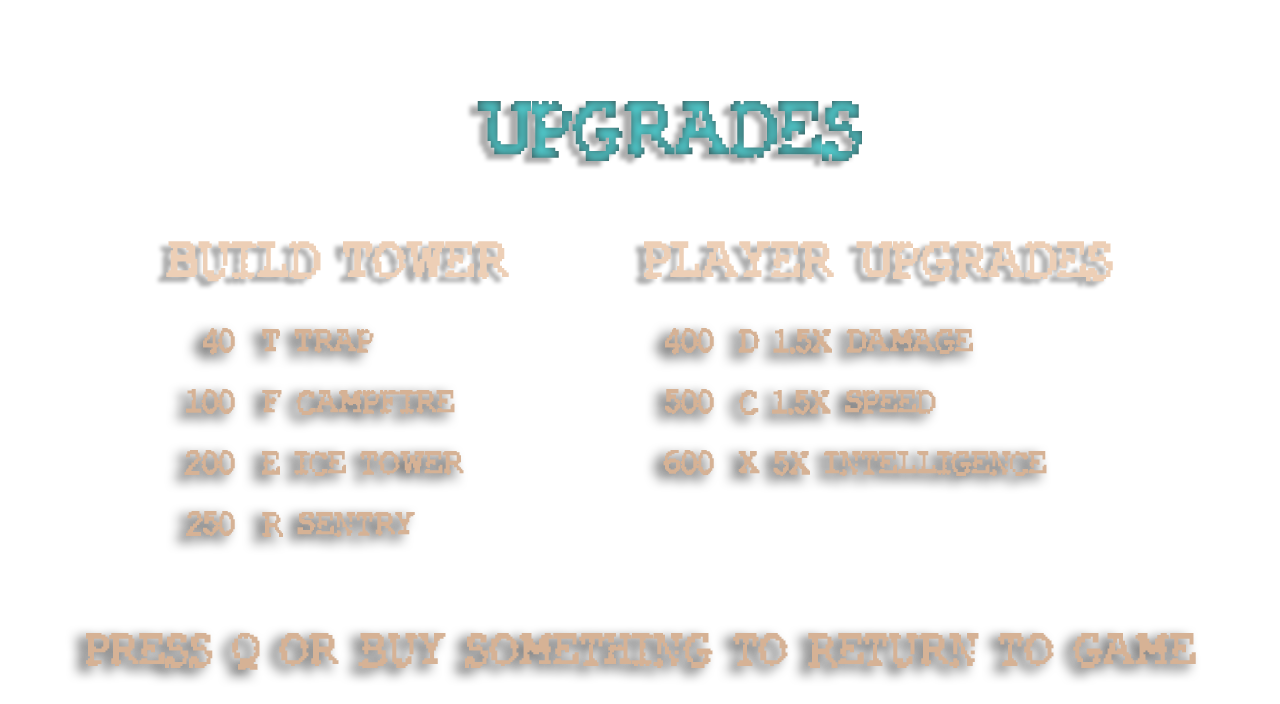 UPGRADES
BUILD TOWER
40 T TRAP
100 F CAMPFIRE
200 E ICE TOWER
250 R SENTRY
PLAYER UPGRADES
400 D 1.5X DAMAGE
500 C 1.5X SPEED
600 X 5X INTELLIGENCE
PRESS Q OR BUY SOMETHING TO RETURN TO GAME